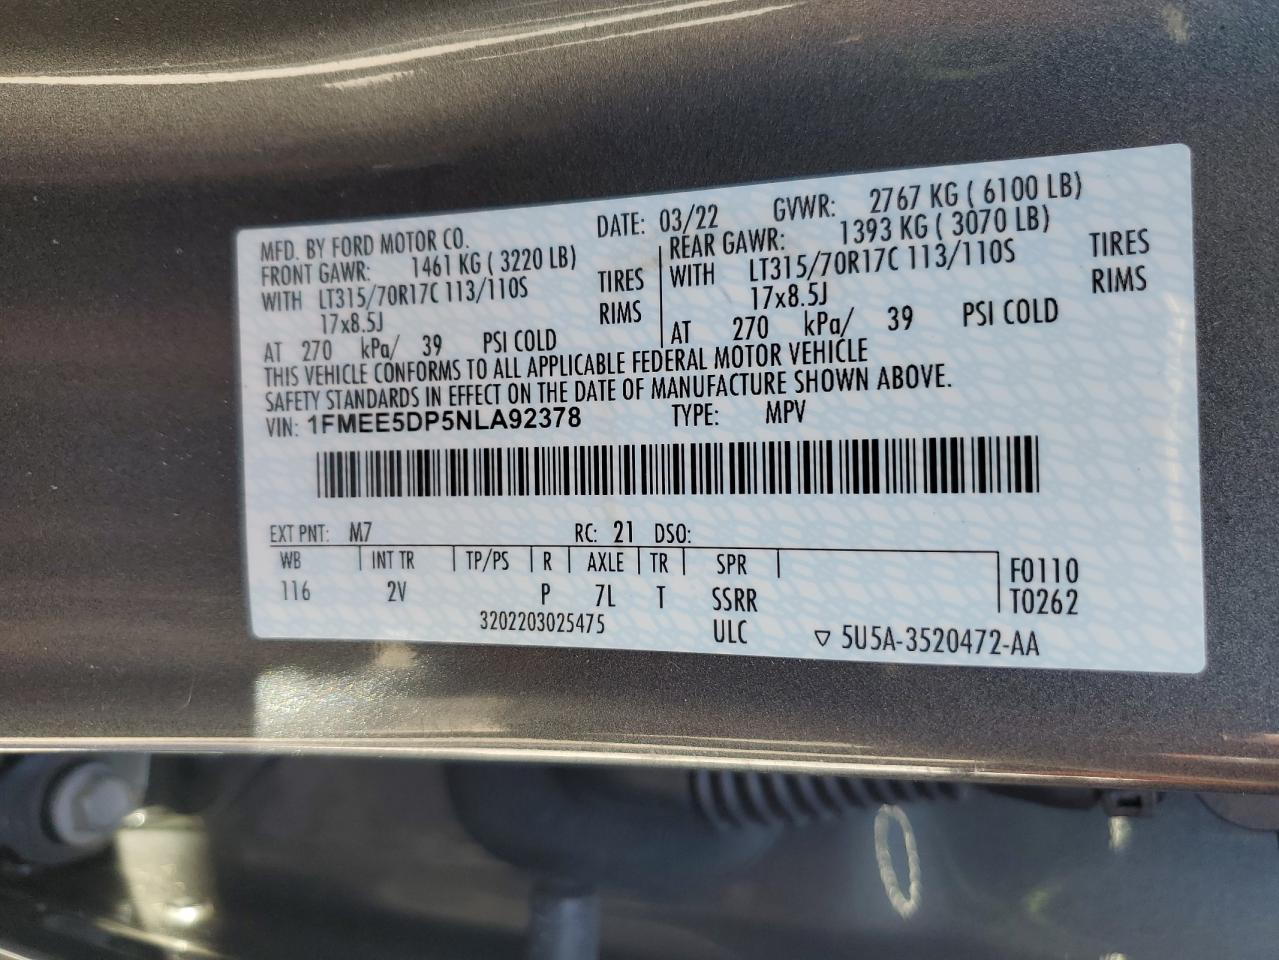 MFD. BY FORD MOTOR CO. DATE: 03/22 GVWR: 2767 KG ( 6100 LB)
FRONT GAWR: 1461 KG ( 3220 LB)
WITH LT315/70R17C 113/110S TIRES
17x8.5J RIMS
AT 270 kPa/ 39 PSI COLD
REAR GAWR: 1393 KG ( 3070 LB)
WITH LT315/70R17C 113/110S TIRES
17x8.5J RIMS
AT 270 kPa/ 39 PSI COLD
THIS VEHICLE CONFORMS TO ALL APPLICABLE FEDERAL MOTOR VEHICLE
SAFETY STANDARDS IN EFFECT ON THE DATE OF MANUFACTURE SHOWN ABOVE.
VIN: 1FMEE5DP5NLA92378 TYPE: MPV
EXT PNT: M7 RC: 21 DSO:
WB INT TR TP/PS R AXLE TR SPR F0110
116 2V P 7L T SSRR T0262
3202203025475 ULC ▽ 5U5A-3520472-AA